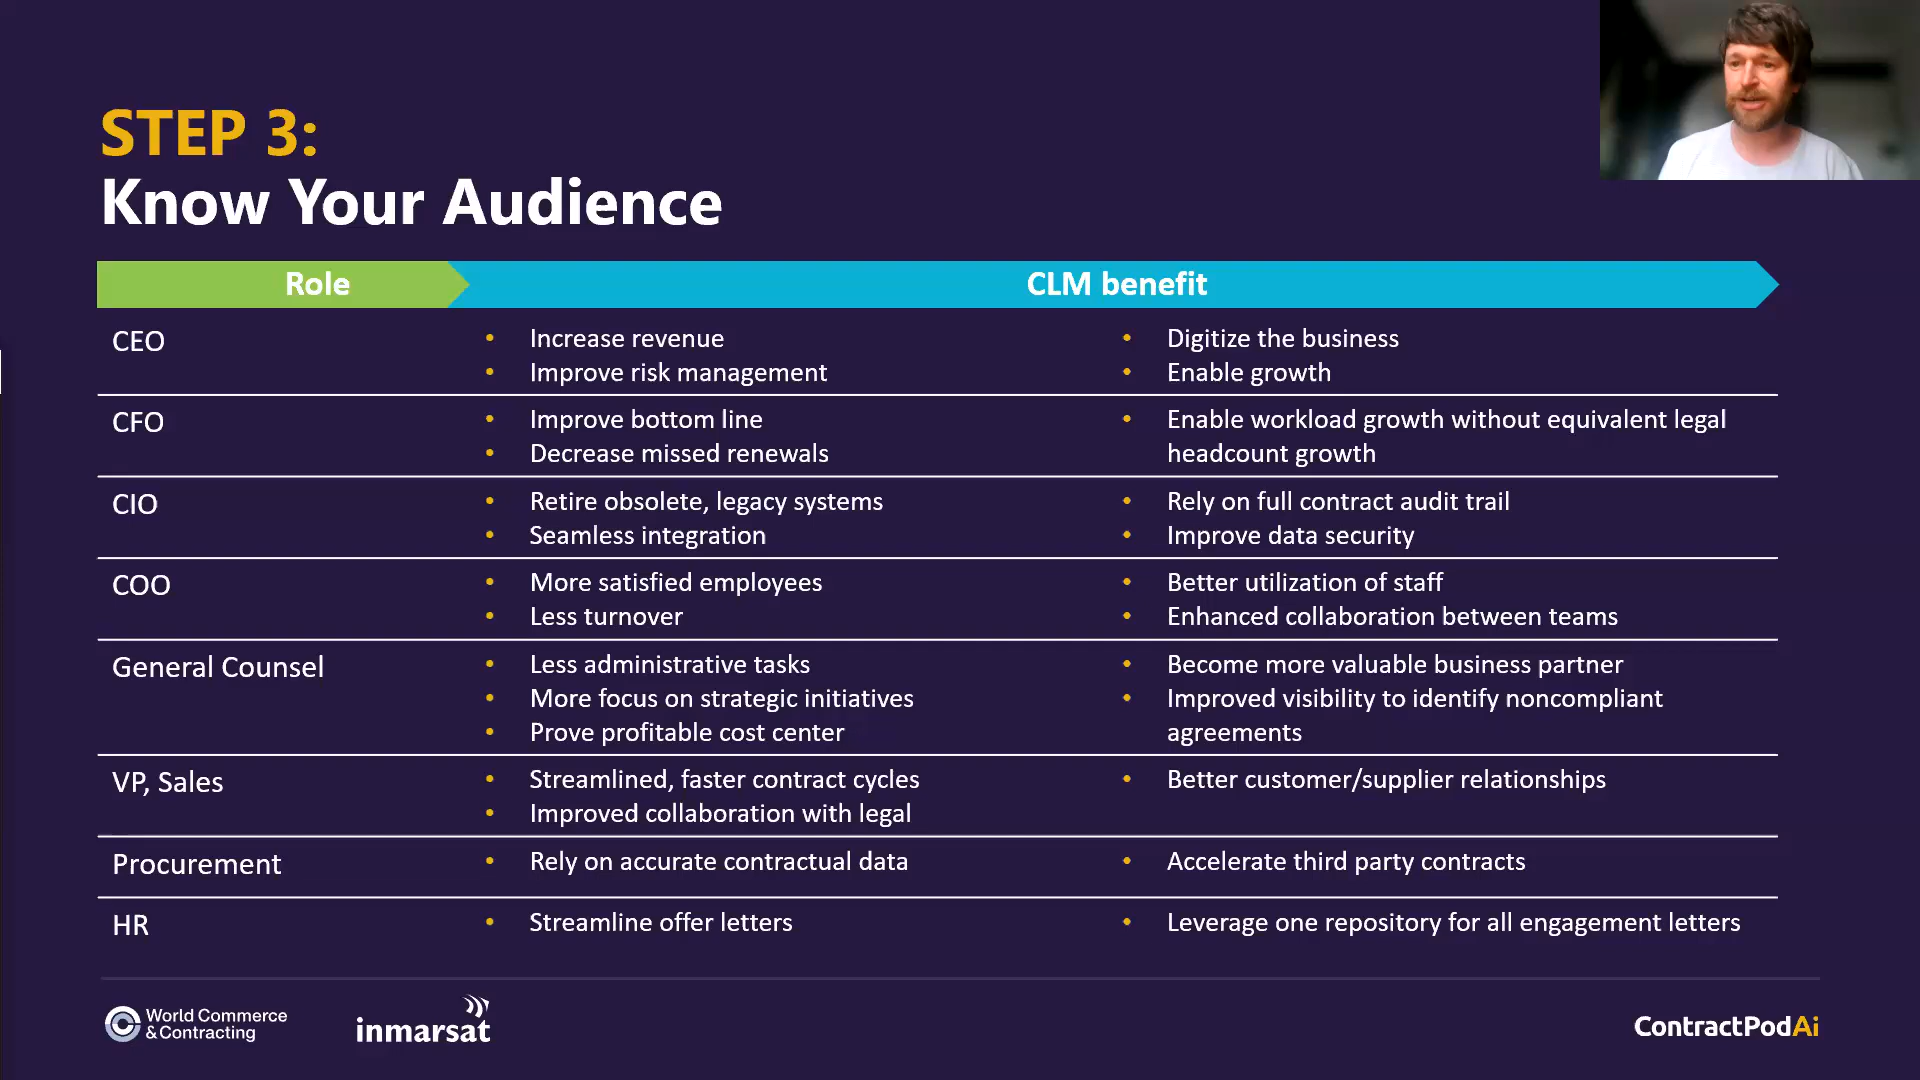 STEP 3:
Know Your Audience
Role
CLM benefit
CEO
• Increase revenue
• Improve risk management
• Digitize the business
• Enable growth
CFO
• Improve bottom line
• Decrease missed renewals
• Enable workload growth without equivalent legal
headcount growth
CIO
• Retire obsolete, legacy systems
• Seamless integration
• Rely on full contract audit trail
• Improve data security
COO
• More satisfied employees
• Less turnover
• Better utilization of staff
• Enhanced collaboration between teams
General Counsel
• Less administrative tasks
• More focus on strategic initiatives
• Prove profitable cost center
• Become more valuable business partner
• Improved visibility to identify noncompliant
agreements
VP, Sales
• Streamlined, faster contract cycles
• Improved collaboration with legal
• Better customer/supplier relationships
Procurement
• Rely on accurate contractual data
• Accelerate third party contracts
HR
• Streamline offer letters
• Leverage one repository for all engagement letters
World Commerce
& Contracting
inmarsat
ContractPodAi